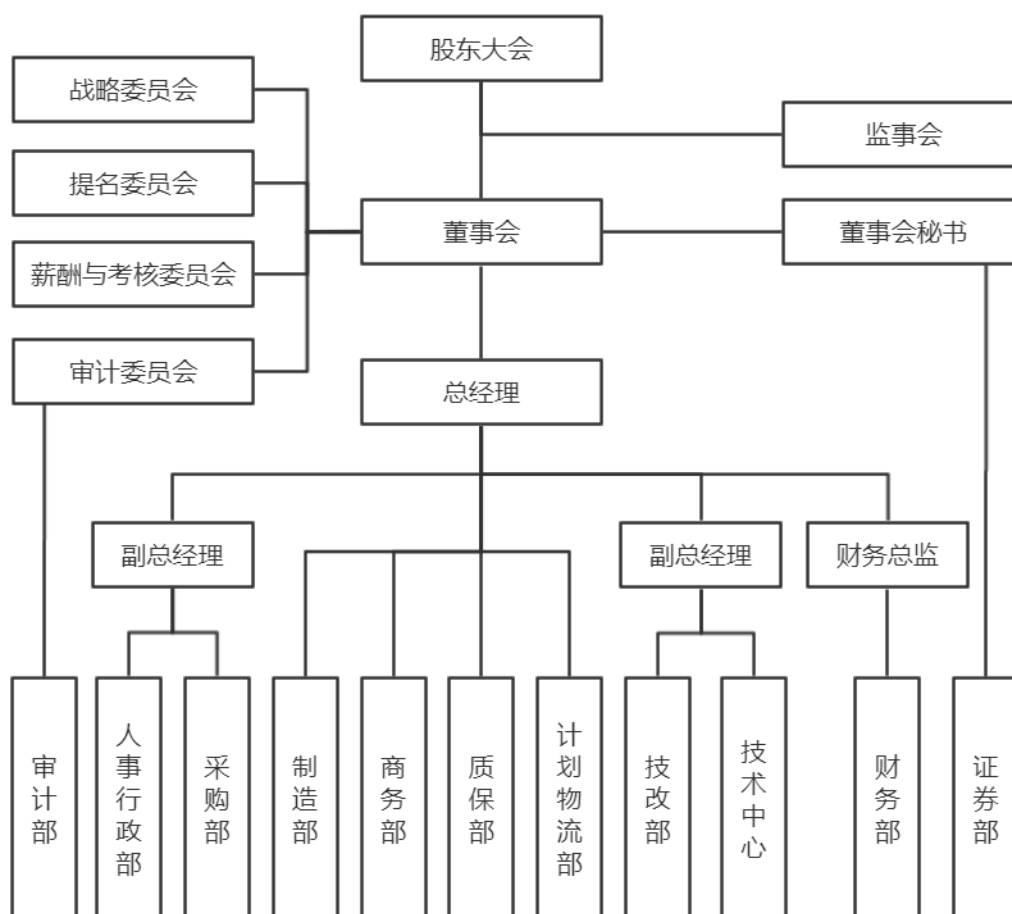 股东大会
战略委员会
监事会
提名委员会
董事会
董事会秘书
薪酬与考核委员会
审计委员会
总经理
副总经理
副总经理
财务总监
审计部
人事行政部
采购部
制造部
商务部
质保部
计划物流部
技改部
技术中心
财务部
证券部